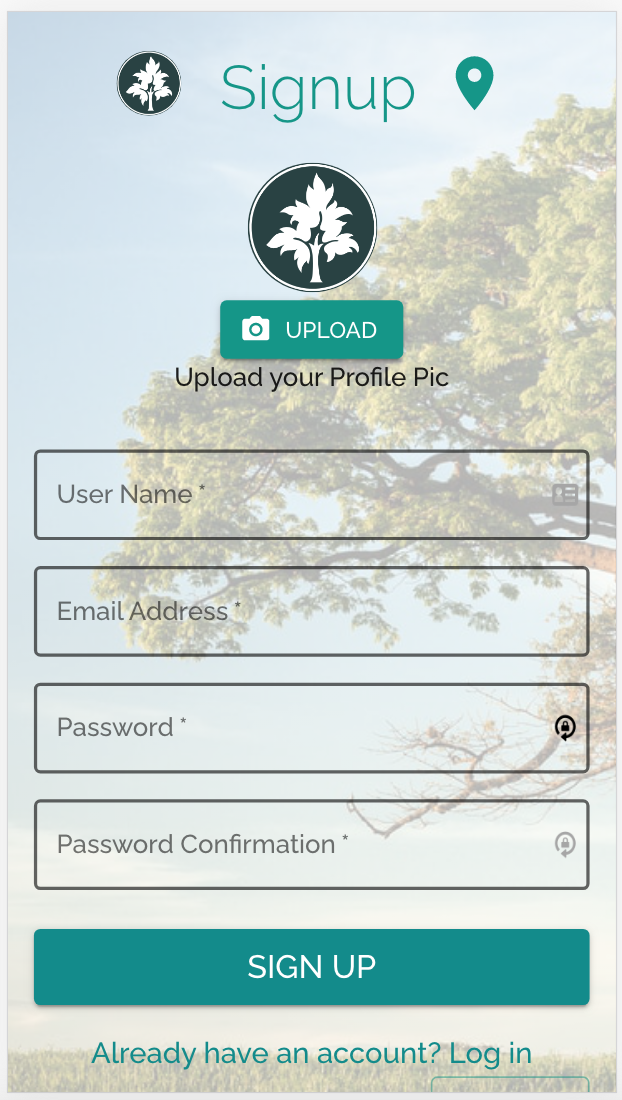 Signup
UPLOAD
Upload your Profile Pic
User Name *
Email Address *
Password *
Password Confirmation *
SIGN UP
Already have an account? Log in